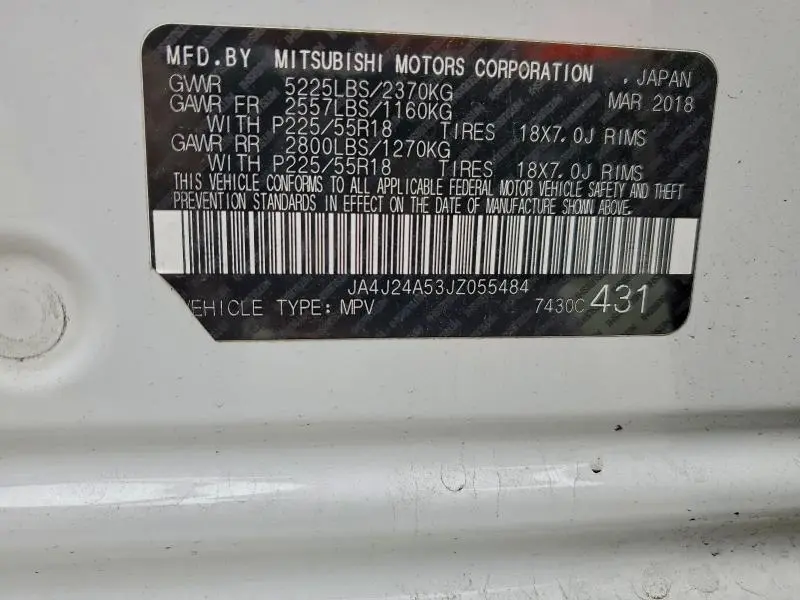 MFD.BY MITSUBISHI MOTORS CORPORATION , JAPAN
GVWR 5225LBS/2370KG MAR 2018
GAWR FR 2557LBS/1160KG
WITH P225/55R18 TIRES 18X7.0J RIMS
GAWR RR 2800LBS/1270KG
WITH P225/55R18 TIRES 18X7.0J RIMS
THIS VEHICLE CONFORMS TO ALL APPLICABLE FEDERAL MOTOR VEHICLE SAFETY AND THEFT
PREVENTION STANDARDS IN EFFECT ON THE DATE OF MANUFACTURE SHOWN ABOVE.
JA4J24A53JZ055484
VEHICLE TYPE: MPV 7430C 431